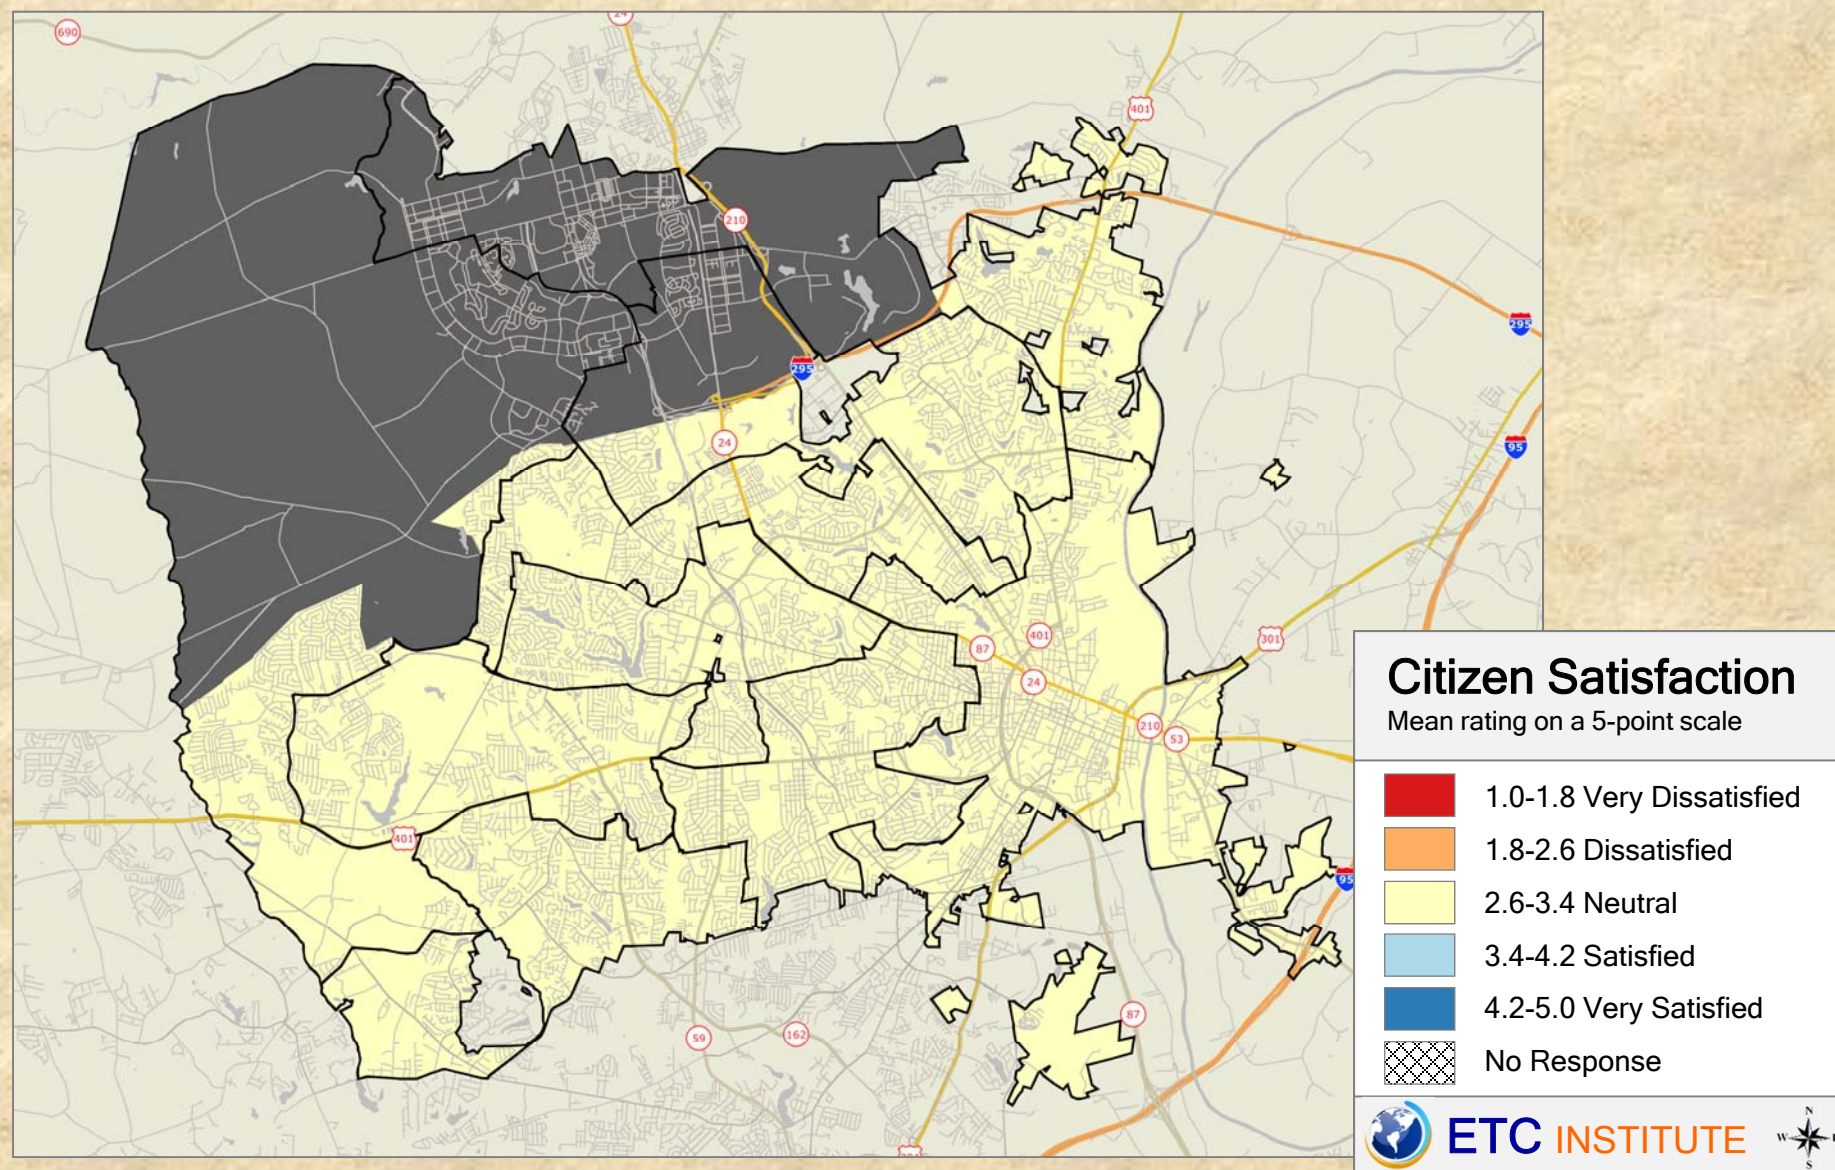 24
690
401
210
295
295
24
95
401
87
301
24
210
53
401
95
87
59
162
Citizen Satisfaction
Mean rating on a 5-point scale
1.0-1.8 Very Dissatisfied
1.8-2.6 Dissatisfied
2.6-3.4 Neutral
3.4-4.2 Satisfied
4.2-5.0 Very Satisfied
No Response
ETC INSTITUTE
N
W
S